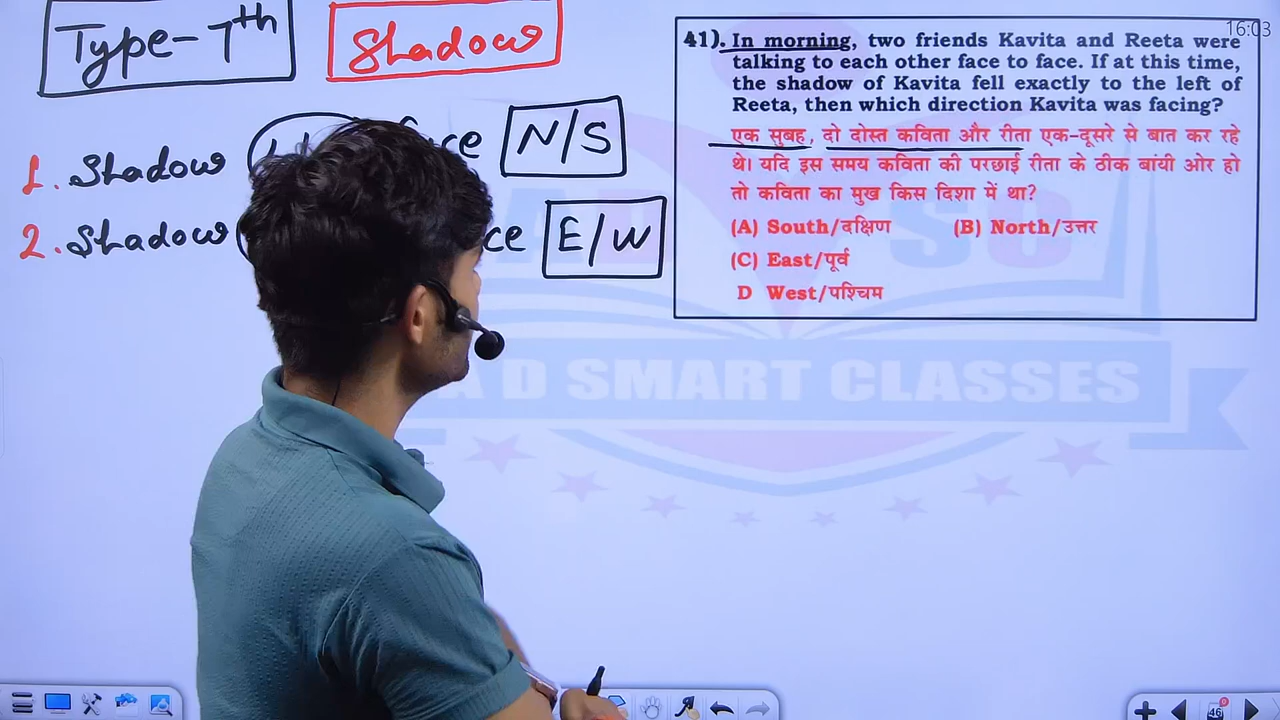 Type-7th
Shadow
16:03
41). In morning, two friends Kavita and Reeta were
talking to each other face to face. If at this time,
the shadow of Kavita fell exactly to the left of
Reeta, then which direction Kavita was facing?
एक सुबह, दो दोस्त कविता और रीता एक-दूसरे से बात कर रहे
थे। यदि इस समय कविता की परछाई रीता के ठीक बांयी ओर हो
तो कविता का मुख किस दिशा में था?
(A) South/दक्षिण (B) North/उत्तर
(C) East/पूर्व
D West/पश्चिम
1. Shadow N/S
2. Shadow E/W
D SMART CLASSES
46